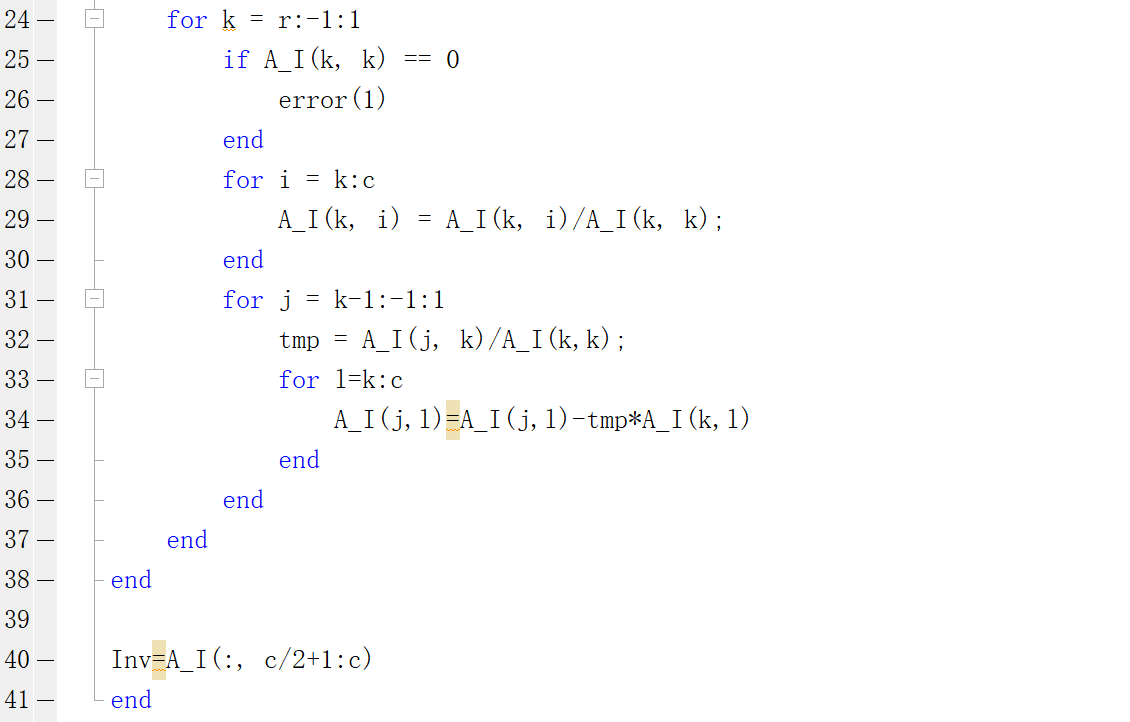 24 — for k = r:-1:1
25 — if A_I(k, k) == 0
26 — error(1)
27 — end
28 — for i = k:c
29 — A_I(k, i) = A_I(k, i)/A_I(k, k);
30 — end
31 — for j = k-1:-1:1
32 — tmp = A_I(j, k)/A_I(k,k);
33 — for l=k:c
34 — A_I(j,l)=A_I(j,l)-tmp*A_I(k,l)
35 — end
36 — end
37 — end
38 — end
39
40 — Inv=A_I(:, c/2+1:c)
41 — end